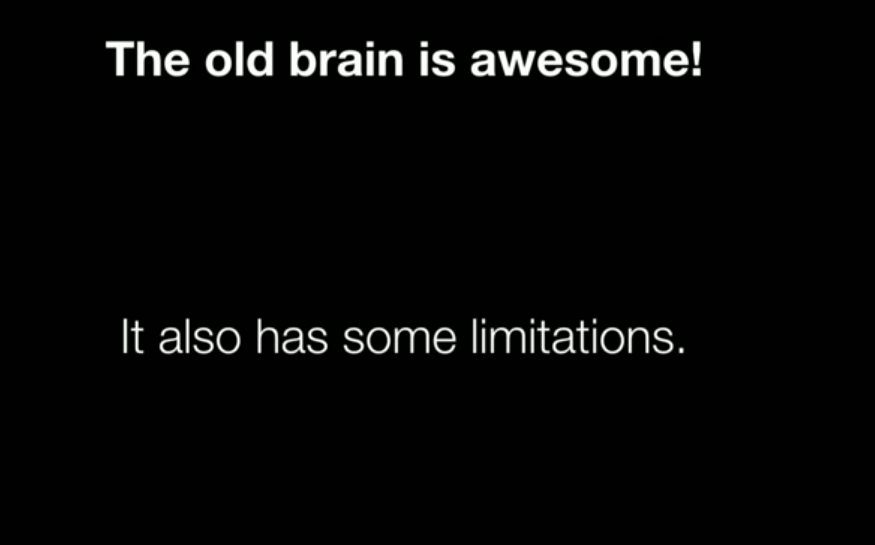 The old brain is awesome!
It also has some limitations.